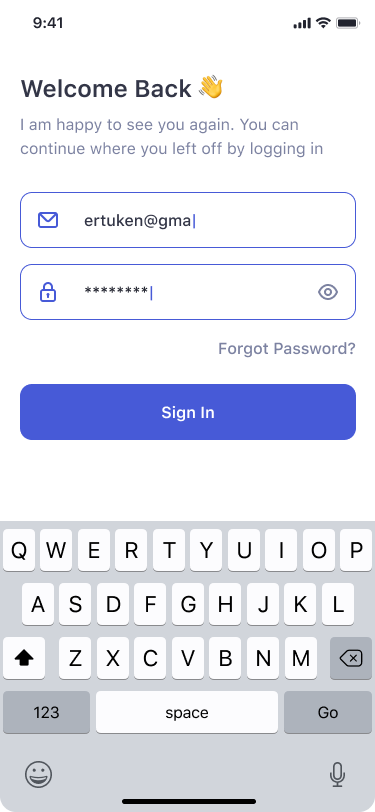 9:41
Welcome Back 👋
I am happy to see you again. You can
continue where you left off by logging in
ertuken@gma
********
Forgot Password?
Sign In
Q W E R T Y U I O P
A S D F G H J K L
Z X C V B N M
123 space Go